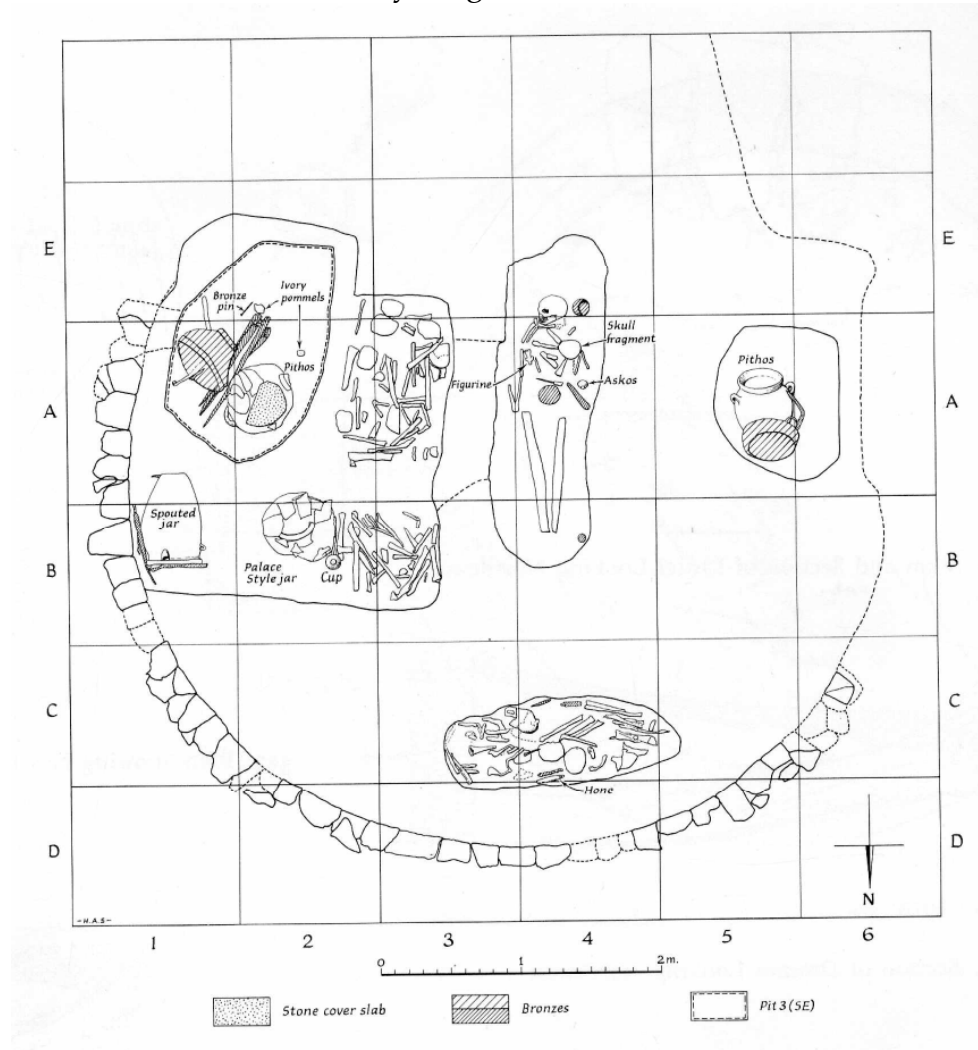 E
E
Bronze
pin
Ivory
pommels
Pithos
Skull
fragment
Figurine
Askos
Pithos
A
A
Spouted
jar
Palace
Style jar
Cup
B
B
C
C
Hone
D
D
N
-H.A.S-
1
2
3
4
5
6
0
1
2m.
Stone cover slab
Bronzes
Pit 3 (SE)